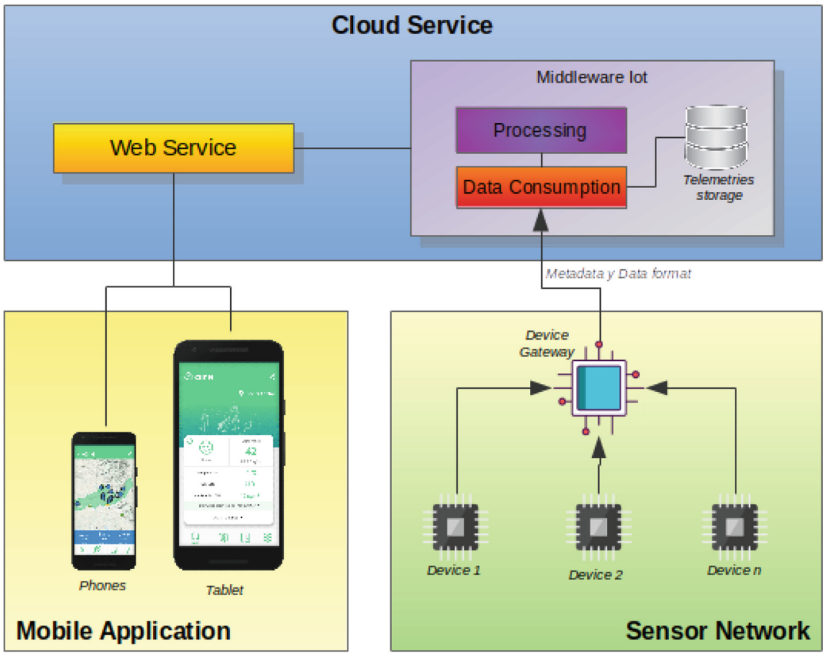 Cloud Service
Middleware Iot
Web Service
Processing
Data Consumption
Telemetries
storage
Metadata y Data format
Device
Gateway
42
Device 1
Device 2
Device n
Phones
Tablet
Mobile Application
Sensor Network